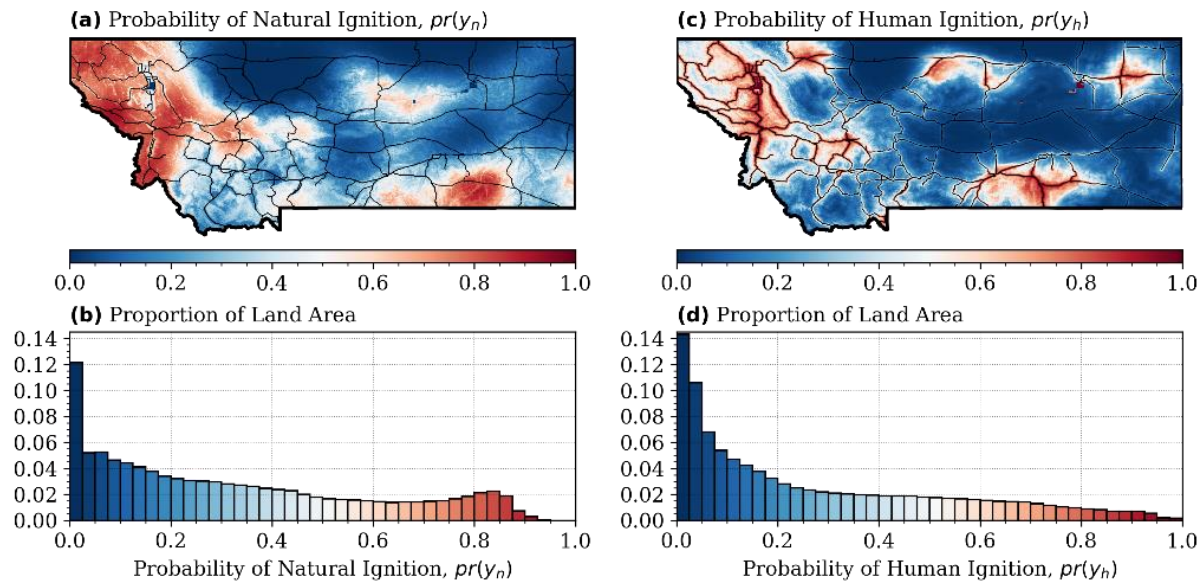 (a) Probability of Natural Ignition, pr(yn)
0.0 0.2 0.4 0.6 0.8 1.0
(b) Proportion of Land Area
0.14
0.12
0.10
0.08
0.06
0.04
0.02
0.00
0.0 0.2 0.4 0.6 0.8 1.0
Probability of Natural Ignition, pr(yn)
(c) Probability of Human Ignition, pr(yh)
0.0 0.2 0.4 0.6 0.8 1.0
(d) Proportion of Land Area
0.14
0.12
0.10
0.08
0.06
0.04
0.02
0.00
0.0 0.2 0.4 0.6 0.8 1.0
Probability of Human Ignition, pr(yh)